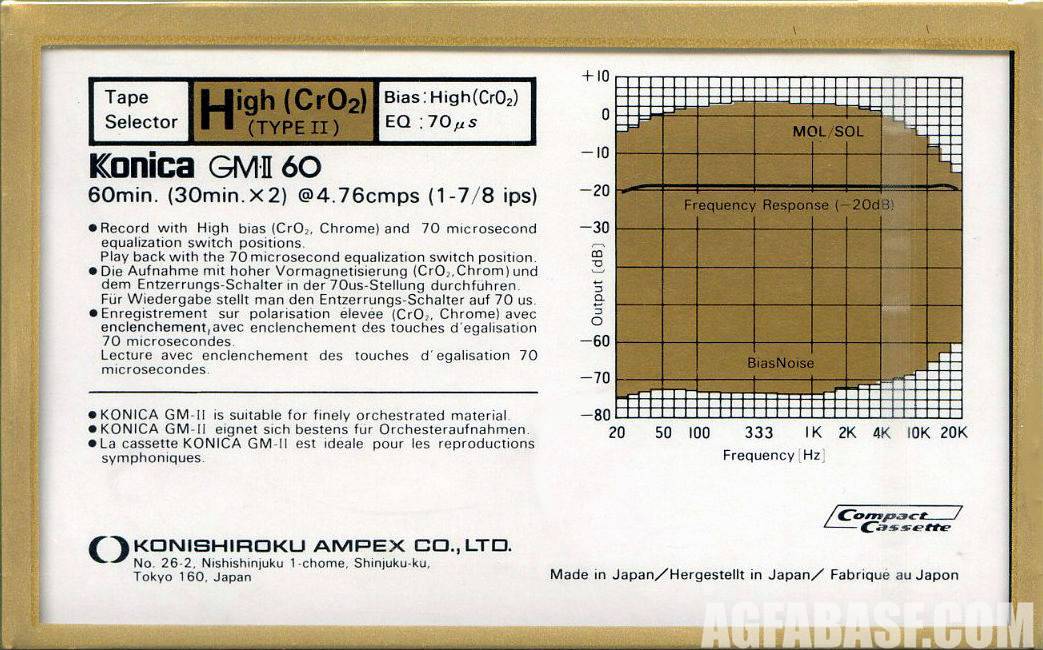 Tape
Selector
High (CrO₂)
(TYPE II)
Bias: High (CrO₂)
EQ : 70μs
Konica GM-II 60
60min. (30min.×2) @4.76cmps (1-7/8 ips)
● Record with High bias (CrO₂, Chrome) and 70 microsecond
equalization switch positions.
Play back with the 70 microsecond equalization switch position.
● Die Aufnahme mit hoher Vormagnetisierung (CrO₂, Chrom) und
dem Entzerrungs-Schalter in der 70us-Stellung durchführen.
Für Wiedergabe stellt man den Entzerrungs-Schalter auf 70 us.
● Enregistrement sur polarisation élevée (CrO₂, Chrome) avec
enclenchement, avec enclenchement des touches d'egalisation
70 microsecondes.
Lecture avec enclenchement des touches d'egalisation 70
microsecondes.
● KONICA GM-II is suitable for finely orchestrated material.
● KONICA GM-II eignet sich bestens für Orchesteraufnahmen.
● La cassette KONICA GM-II est ideale pour les reproductions
symphoniques.
KONISHIROKU AMPEX CO., LTD.
No. 26-2, Nishishinjuku 1-chome, Shinjuku-ku,
Tokyo 160, Japan
+10
0
−10
−20
−30
−60
−70
−80
Output [dB]
MOL/SOL
Frequency Response (−20dB)
BiasNoise
20 50 100 333 1K 2K 4K 10K 20K
Frequency [Hz]
Compact
Cassette
Made in Japan/Hergestellt in Japan/ Fabriqué au Japon
AGFABASF.COM